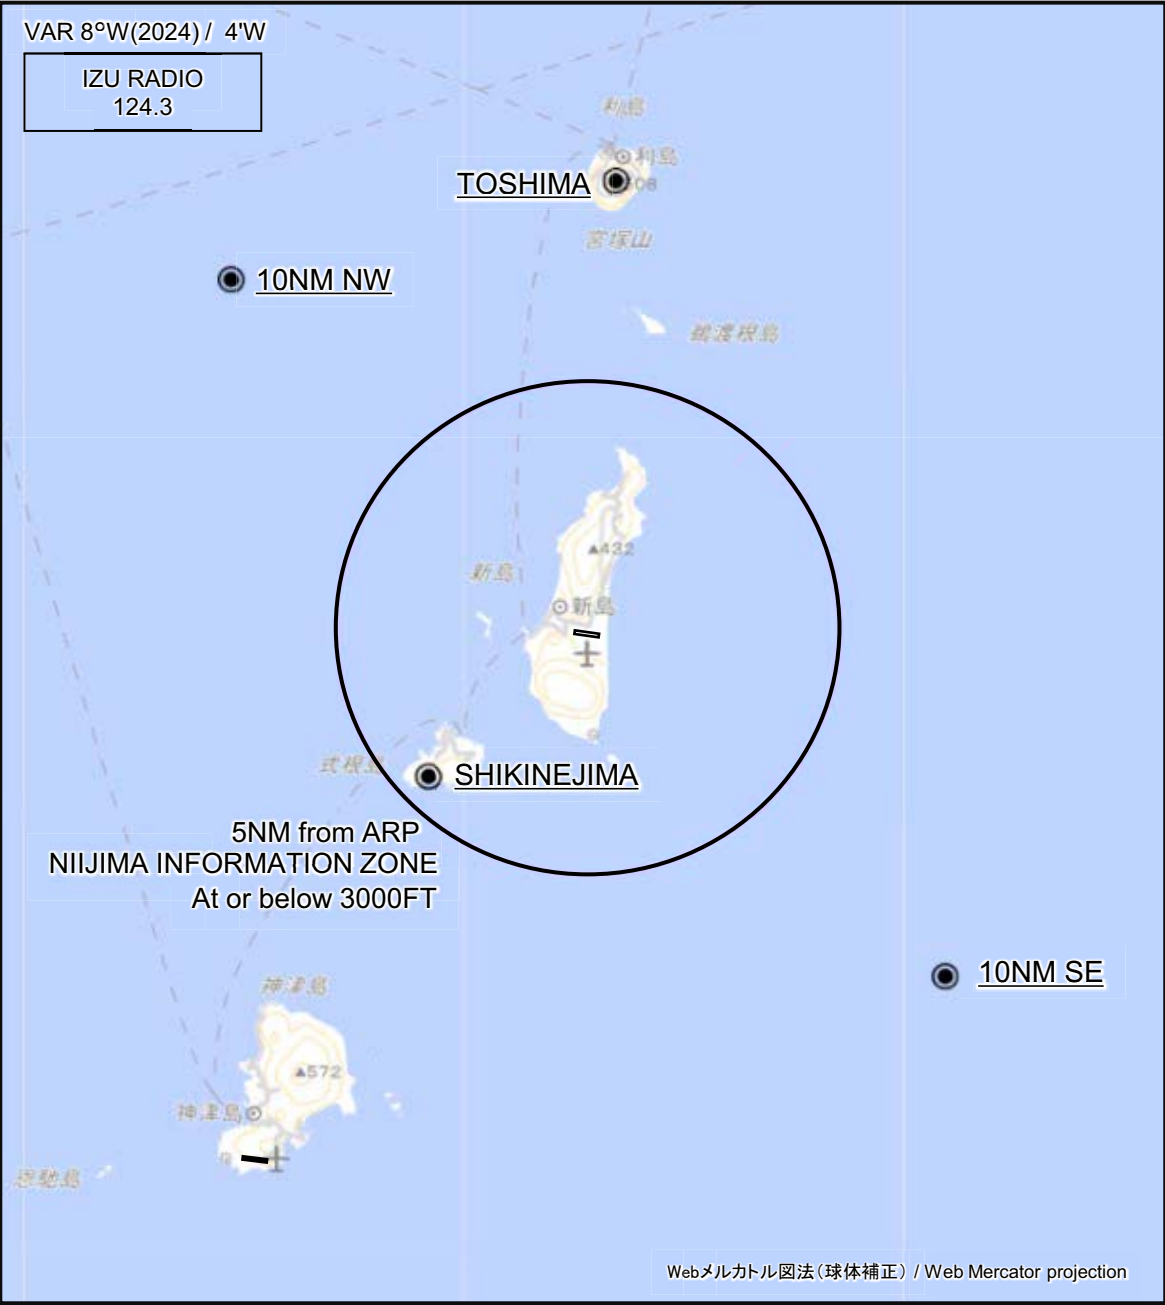 VAR 8°W(2024) / 4'W
IZU RADIO
124.3
利島
利島
TOSHIMA
宮塚山
10NM NW
鵜渡根島
432
新島
新島
式根島
SHIKINEJIMA
5NM from ARP
NIIJIMA INFORMATION ZONE
At or below 3000FT
10NM SE
神津島
572
神津島
恩馳島
Webメルカトル図法（球体補正） / Web Mercator projection